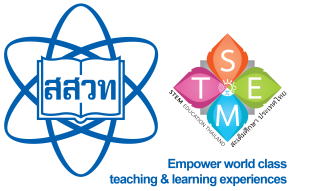 สสวท
S
T E
M
STEM EDUCATION THAILAND
สะเต็มศึกษา ประเทศไทย
Empower world class
teaching & learning experiences